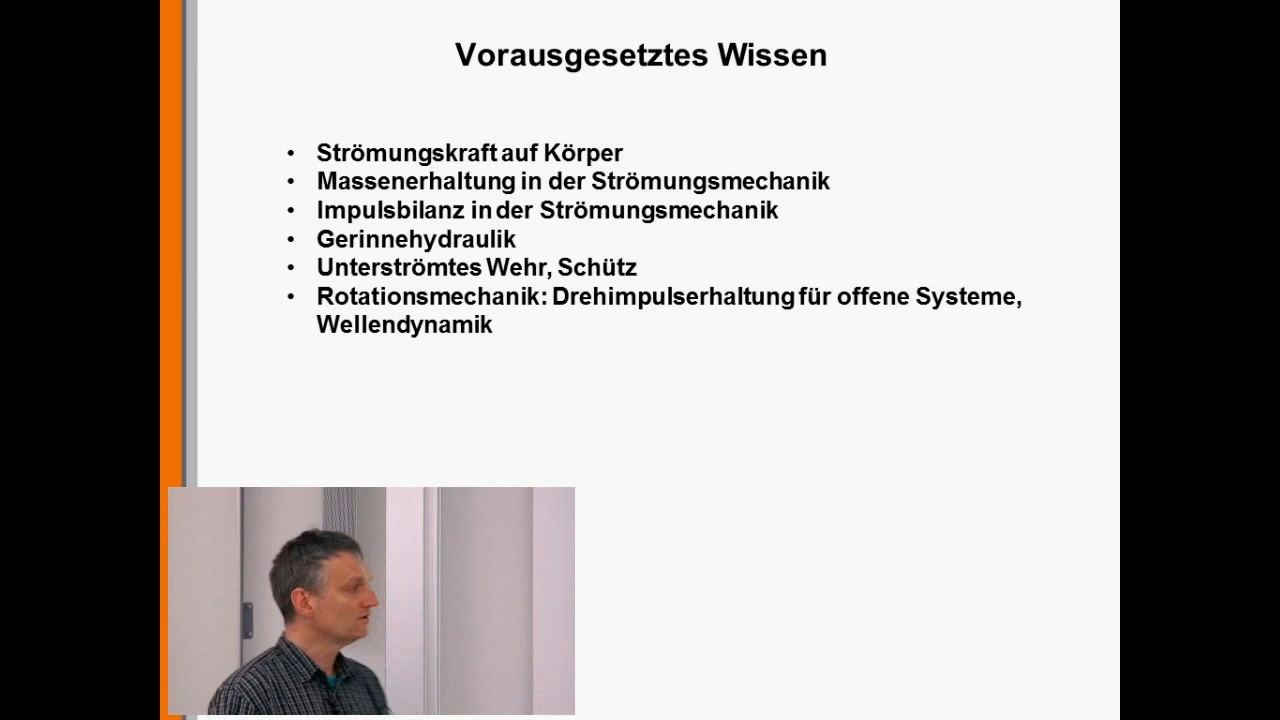 Vorausgesetztes Wissen
• Strömungskraft auf Körper
• Massenerhaltung in der Strömungsmechanik
• Impulsbilanz in der Strömungsmechanik
• Gerinnehydraulik
• Unterströmtes Wehr, Schütz
• Rotationsmechanik: Drehimpulserhaltung für offene Systeme,
Wellendynamik